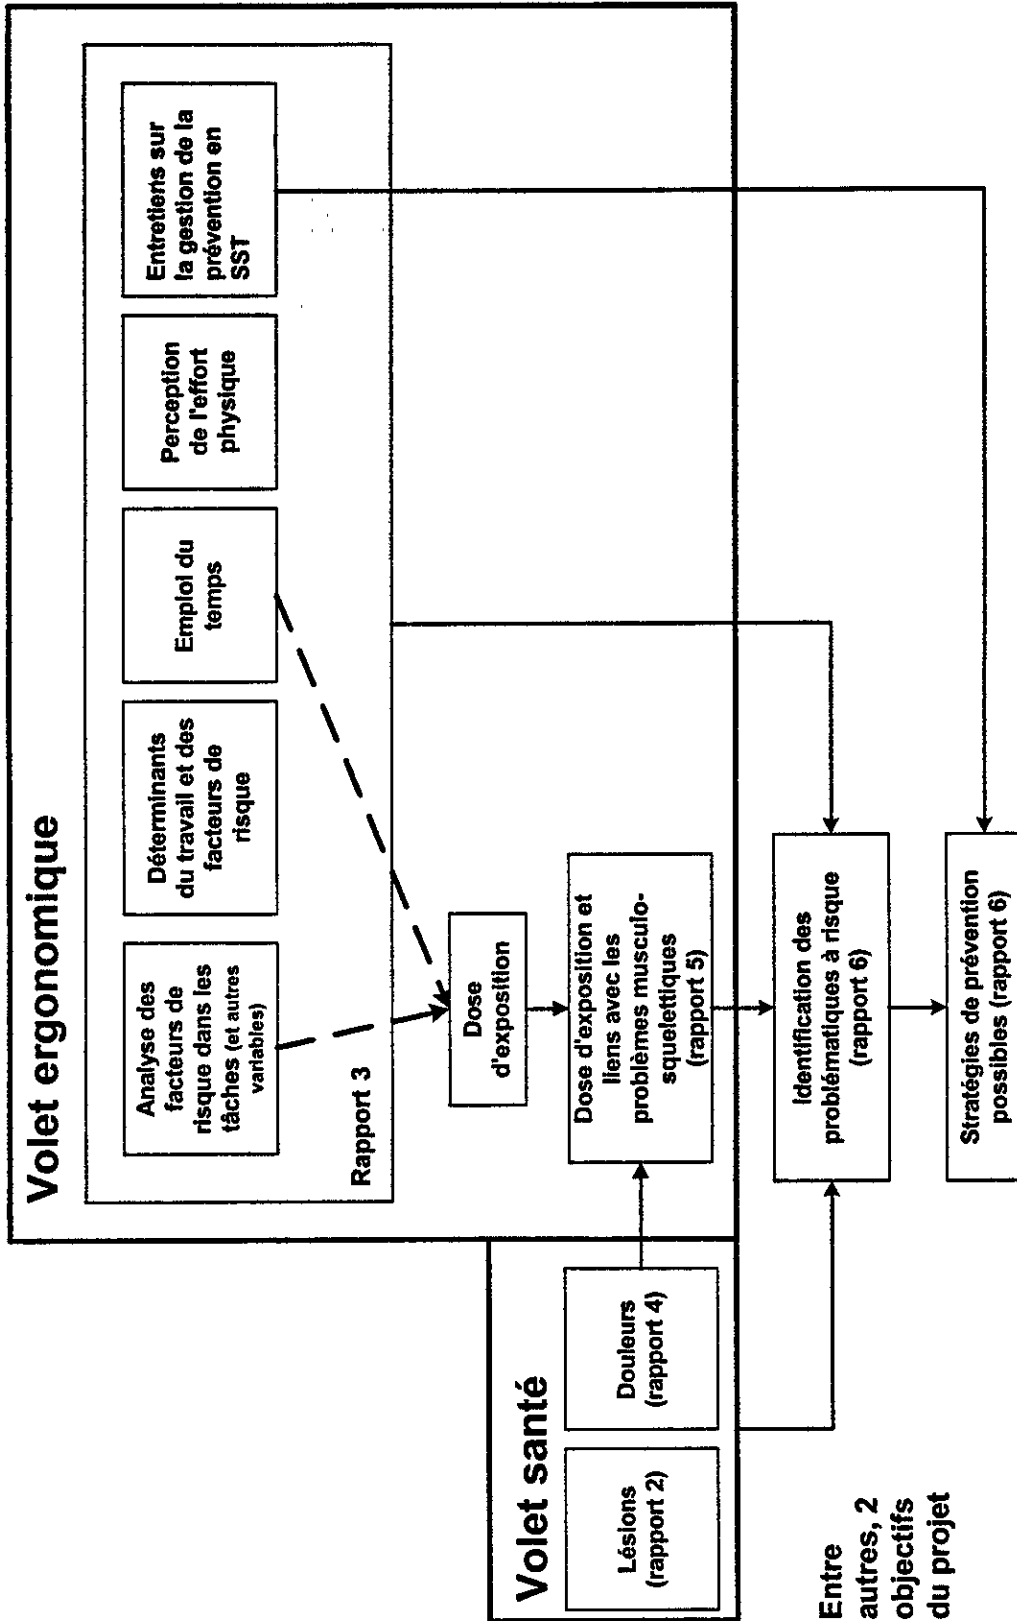 Volet ergonomique
Analyse des
facteurs de
risque dans les
tâches (et autres
variables)
Déterminants
du travail et des
facteurs de
risque
Emploi du
temps
Perception
de l'effort
physique
Entretiens sur
la gestion de la
prévention en
SST
Rapport 3
Dose
d'exposition
Volet santé
Lésions
(rapport 2)
Douleurs
(rapport 4)
Dose d'exposition et
liens avec les
problèmes musculo-
squelettiques
(rapport 5)
Entre
autres, 2
objectifs
du projet
Identification des
problématiques à risque
(rapport 6)
Stratégies de prévention
possibles (rapport 6)